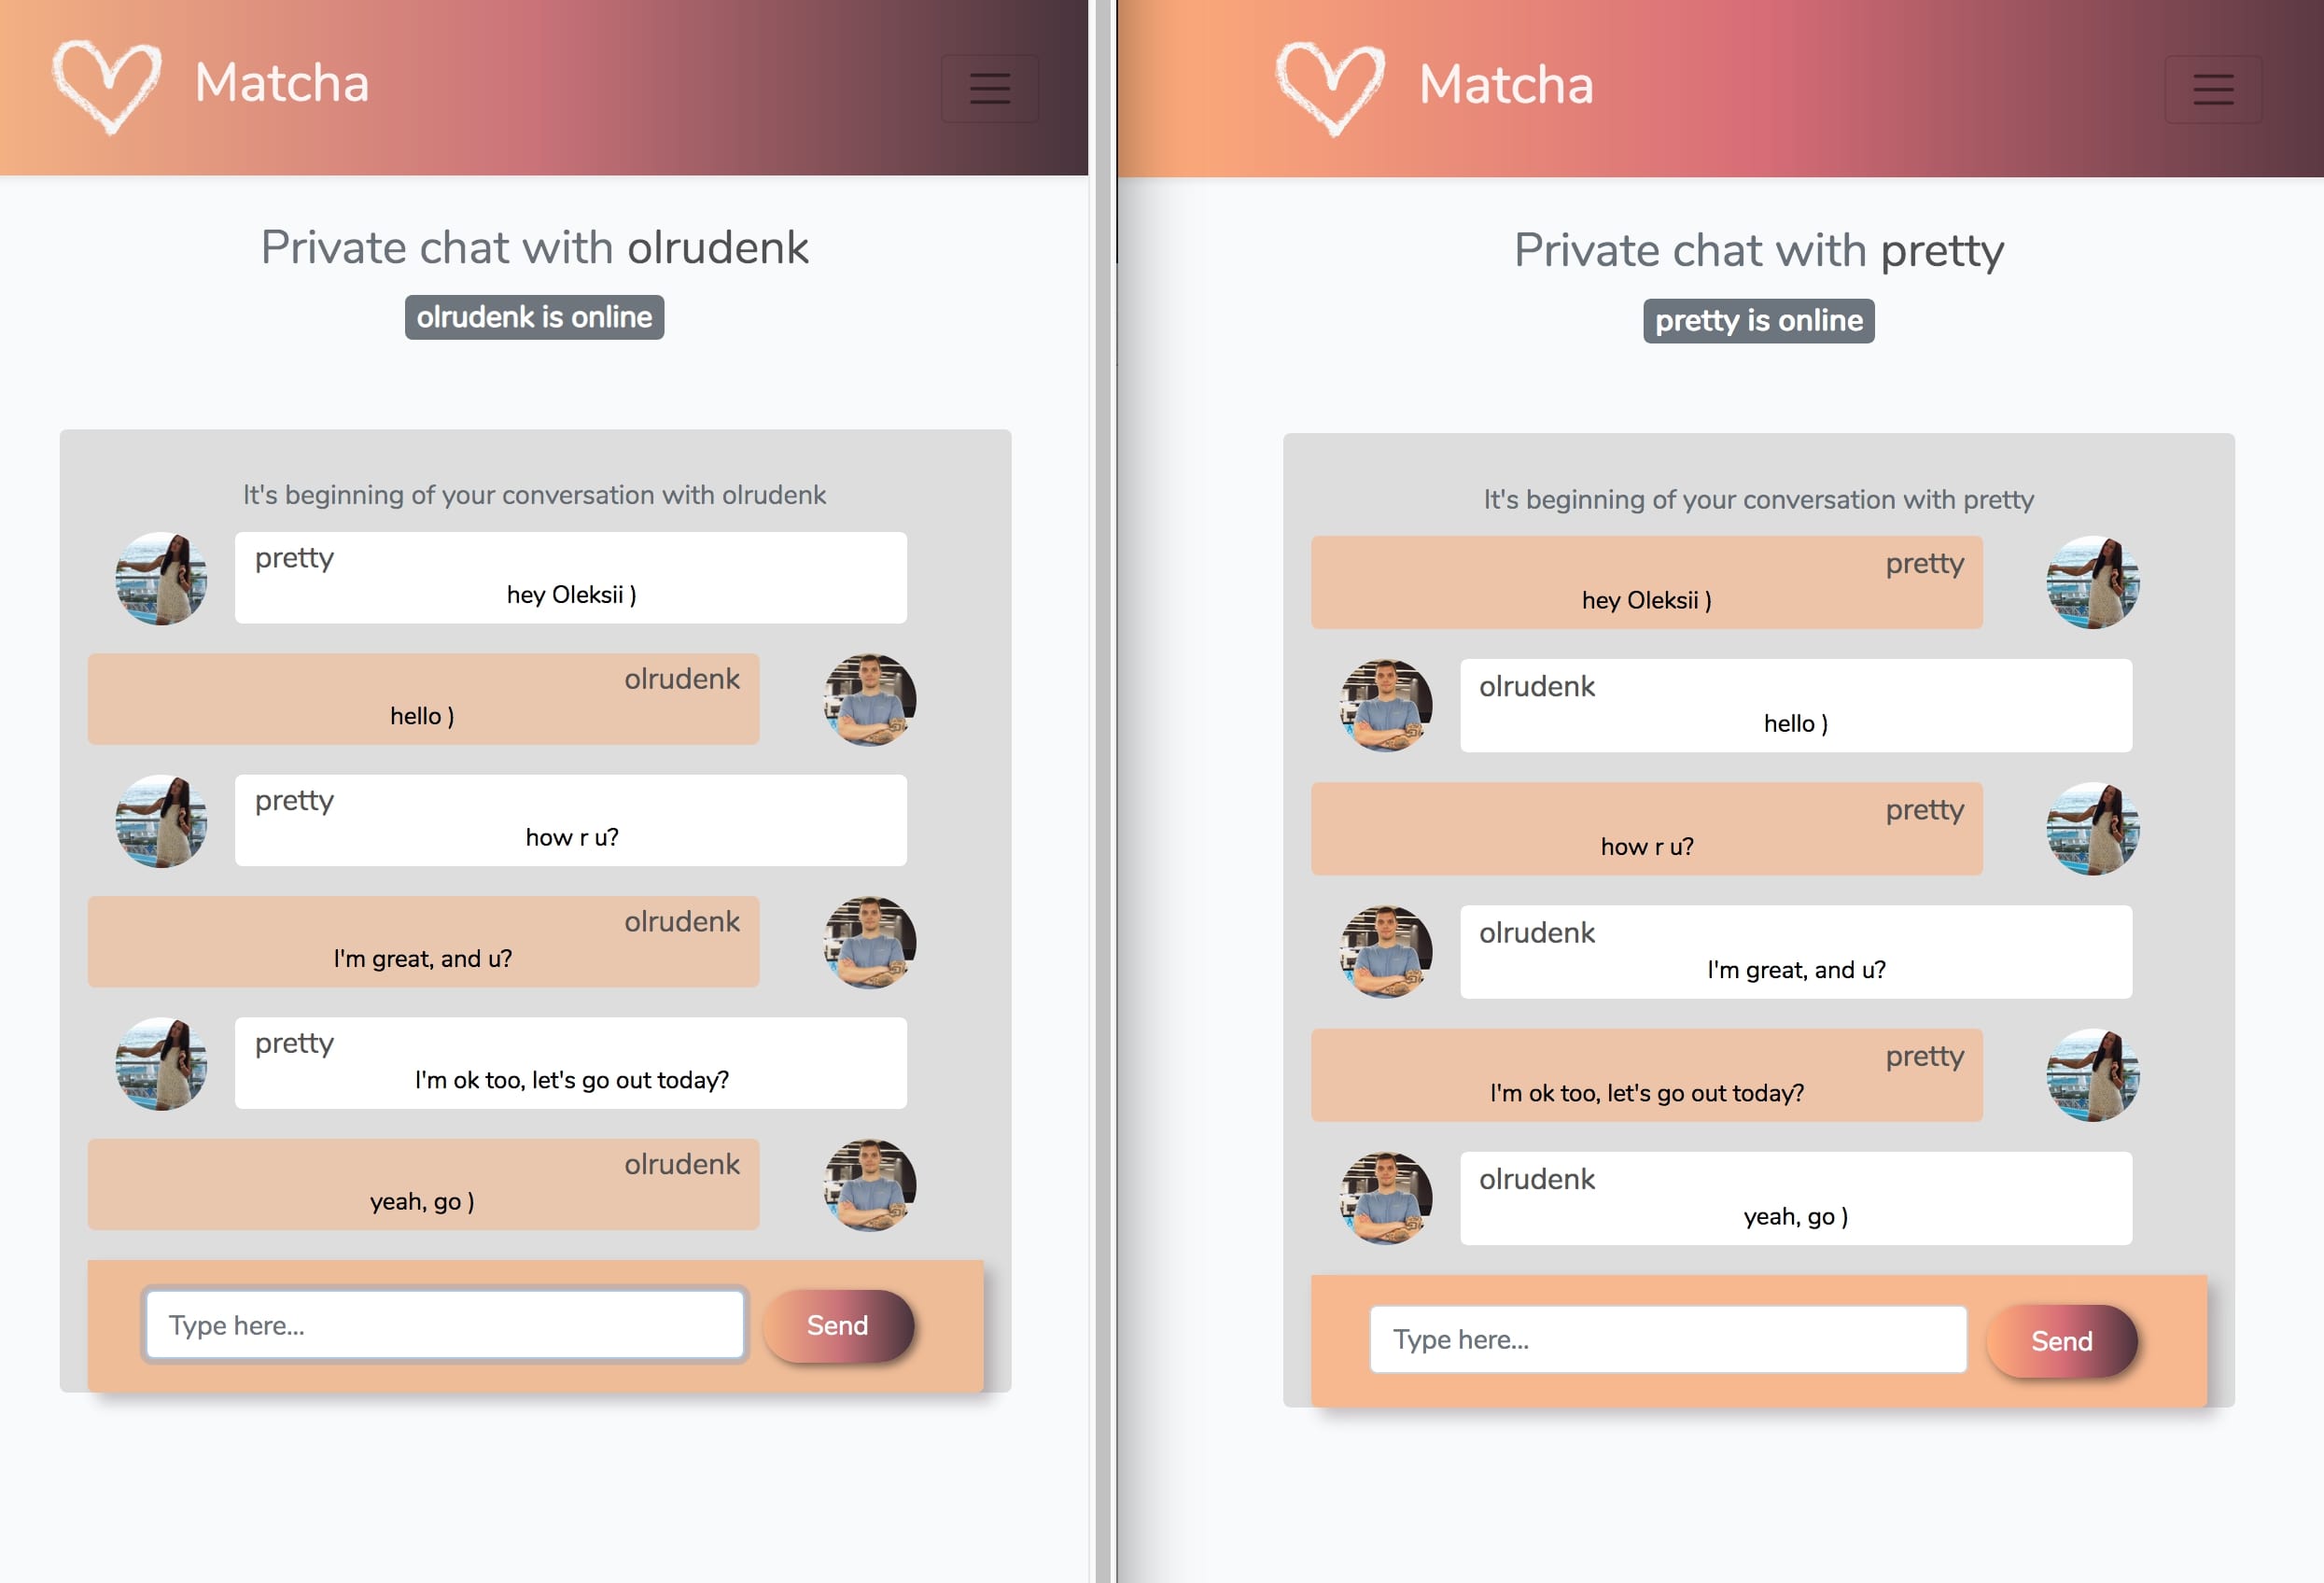 Matcha
Private chat with olrudenk
olrudenk is online
It's beginning of your conversation with olrudenk
pretty
hey Oleksii )
olrudenk
hello )
pretty
how r u?
olrudenk
I'm great, and u?
pretty
I'm ok too, let's go out today?
olrudenk
yeah, go )
Type here...
Send
Matcha
Private chat with pretty
pretty is online
It's beginning of your conversation with pretty
pretty
hey Oleksii )
olrudenk
hello )
pretty
how r u?
olrudenk
I'm great, and u?
pretty
I'm ok too, let's go out today?
olrudenk
yeah, go )
Type here...
Send